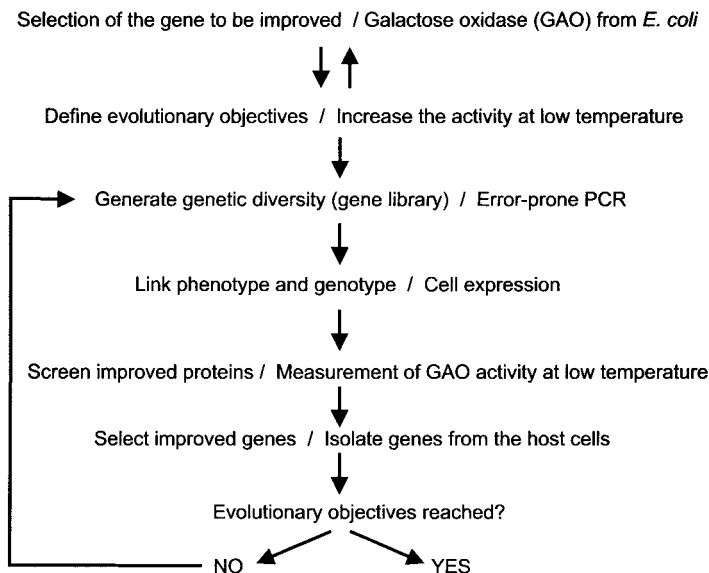 Selection of the gene to be improved / Galactose oxidase (GAO) from E. coli
Define evolutionary objectives / Increase the activity at low temperature
Generate genetic diversity (gene library) / Error-prone PCR
Link phenotype and genotype / Cell expression
Screen improved proteins / Measurement of GAO activity at low temperature
Select improved genes / Isolate genes from the host cells
Evolutionary objectives reached?
NO YES